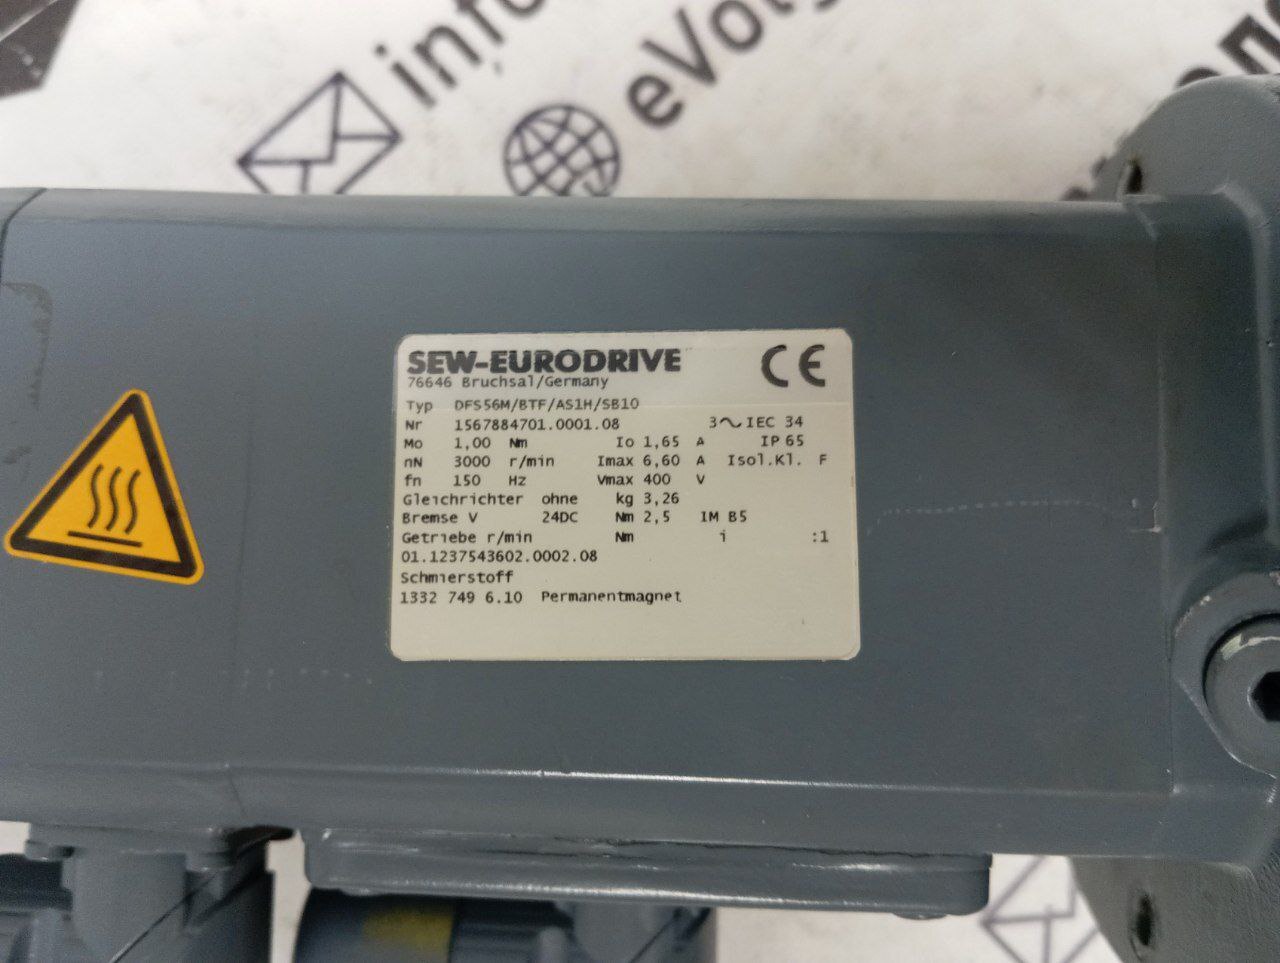 info
eVo
SEW-EURODRIVE CE
76646 Bruchsal/Germany
Typ DFS56M/BTF/AS1H/SB10
Nr 1567884701.0001.08 3~IEC 34
Mo 1,00 Nm Io 1,65 A IP 65
nN 3000 r/min Imax 6,60 A Isol.Kl. F
fn 150 Hz Vmax 400 V
Gleichrichter ohne kg 3,26
Bremse V 24DC Nm 2,5 IM B5
Getriebe r/min Nm i :1
01.1237543602.0002.08
Schmierstoff
1332 749 6.10 Permanentmagnet